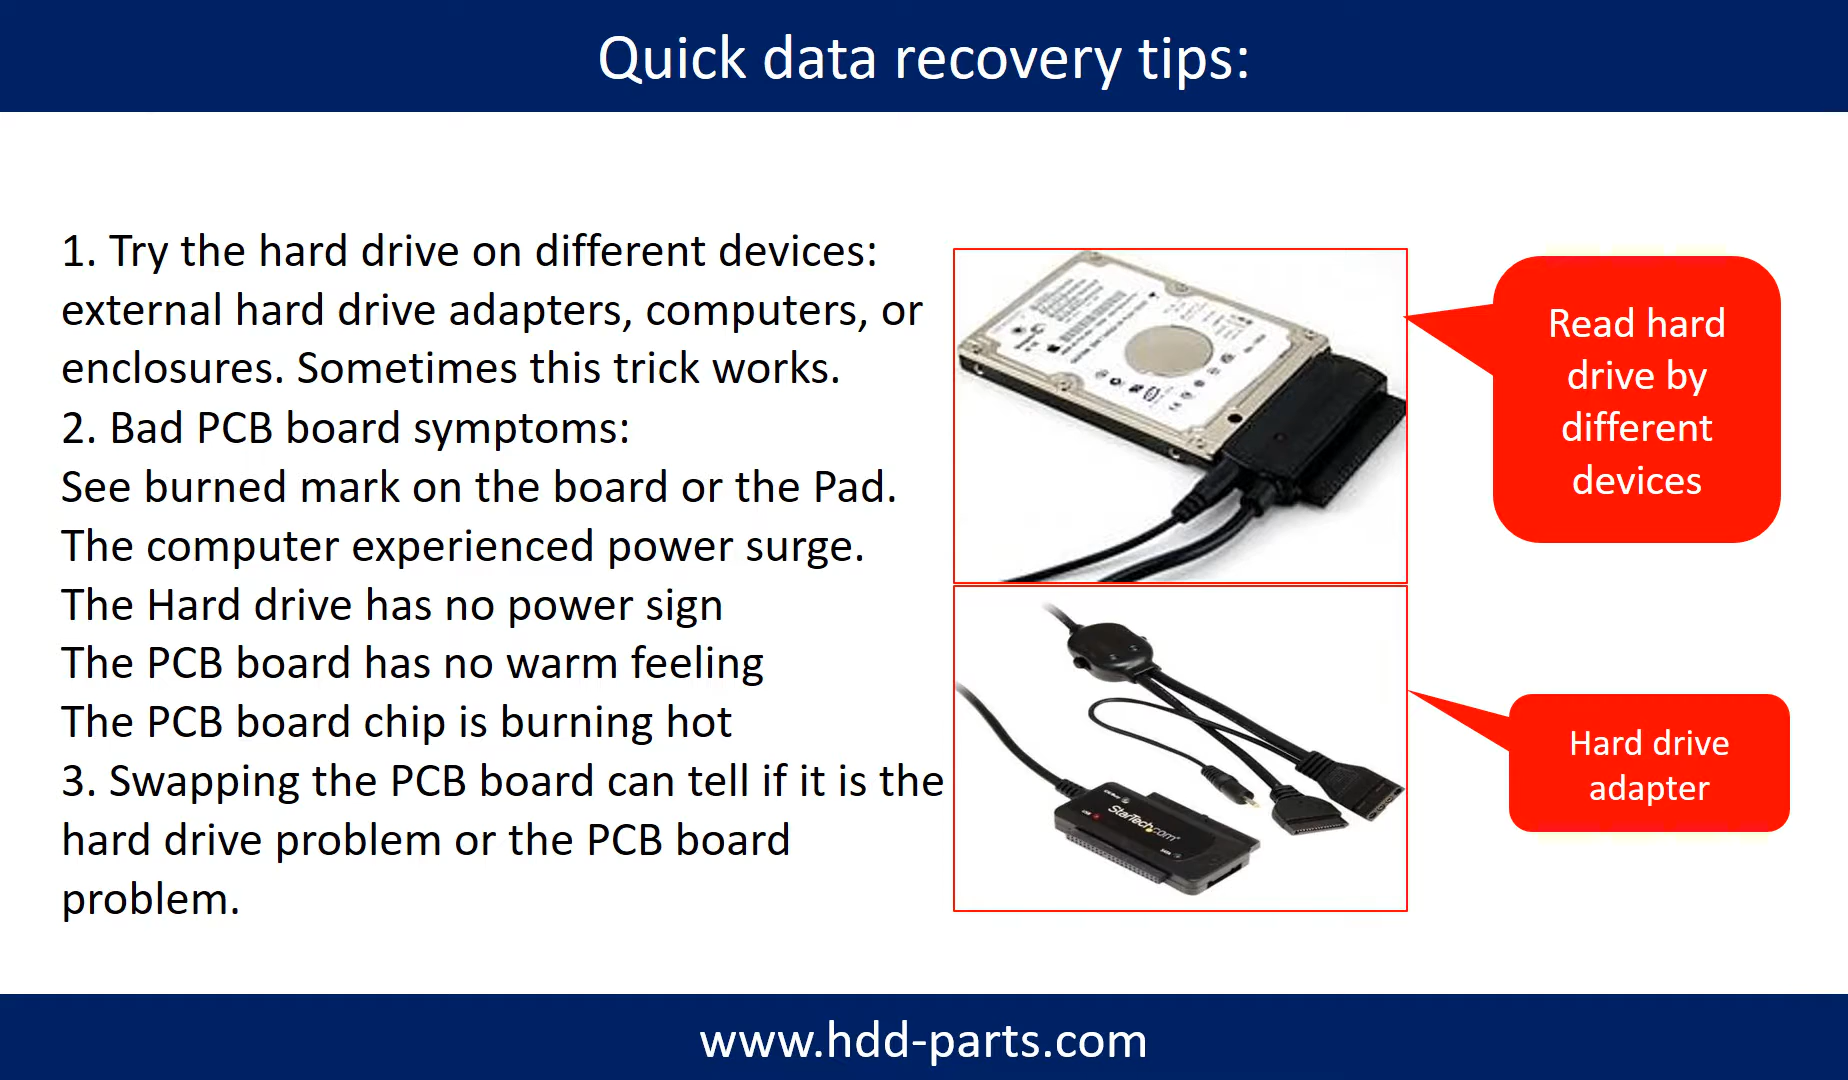 Quick data recovery tips:
1. Try the hard drive on different devices:
external hard drive adapters, computers, or
enclosures. Sometimes this trick works.
2. Bad PCB board symptoms:
See burned mark on the board or the Pad.
The computer experienced power surge.
The Hard drive has no power sign
The PCB board has no warm feeling
The PCB board chip is burning hot
3. Swapping the PCB board can tell if it is the
hard drive problem or the PCB board
problem.
Read hard
drive by
different
devices
StarTech.com
Hard drive
adapter
www.hdd-parts.com